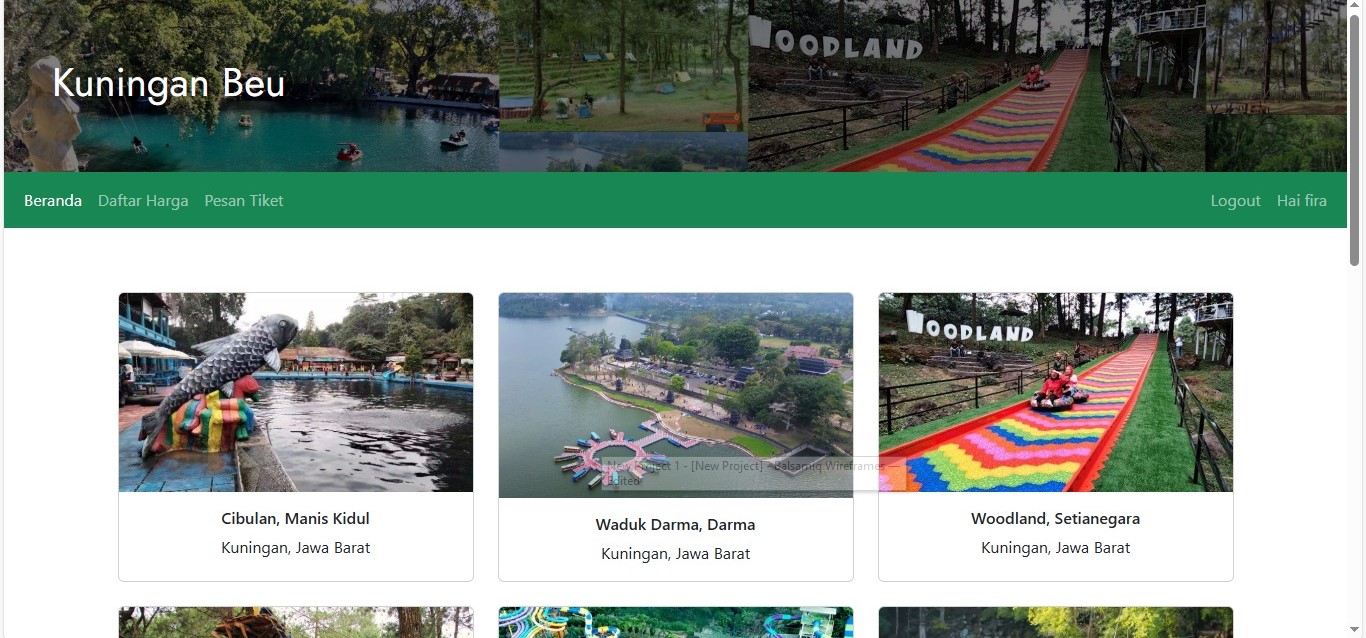 Kuningan Beu
WOODLAND
Beranda Daftar Harga Pesan Tiket Logout Hai fira
WOODLAND
New Project 1 - [New Project] - Balsamiq Wireframes —
Edited
Cibulan, Manis Kidul
Kuningan, Jawa Barat
Waduk Darma, Darma
Kuningan, Jawa Barat
Woodland, Setianegara
Kuningan, Jawa Barat